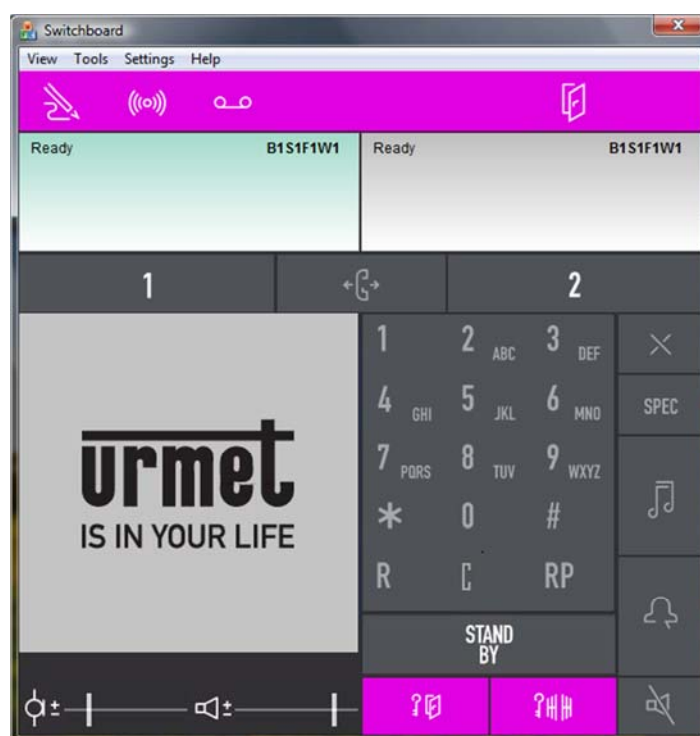 Switchboard
View Tools Settings Help
Ready B1S1F1W1 Ready B1S1F1W1
1 2
1 2 ABC 3 DEF
4 GHI 5 JKL 6 MNO SPEC
7 PQRS 8 TUV 9 WXYZ
* 0 #
R [ RP
STAND
BY
urmet
IS IN YOUR LIFE